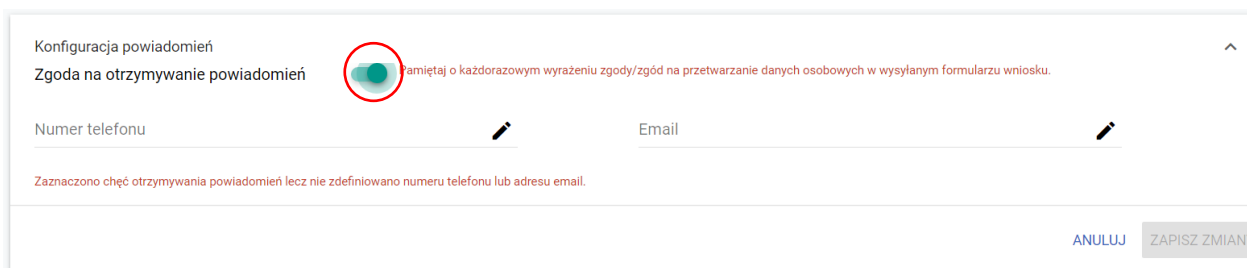 Konfiguracja powiadomień
Zgoda na otrzymywanie powiadomień
Pamiętaj o każdorazowym wyrażeniu zgody/zgód na przetwarzanie danych osobowych w wysyłanym formularzu wniosku.
Numer telefonu
Email
Zaznaczono chęć otrzymywania powiadomień lecz nie zdefiniowano numeru telefonu lub adresu email.
ANULUJ
ZAPISZ ZMIAN